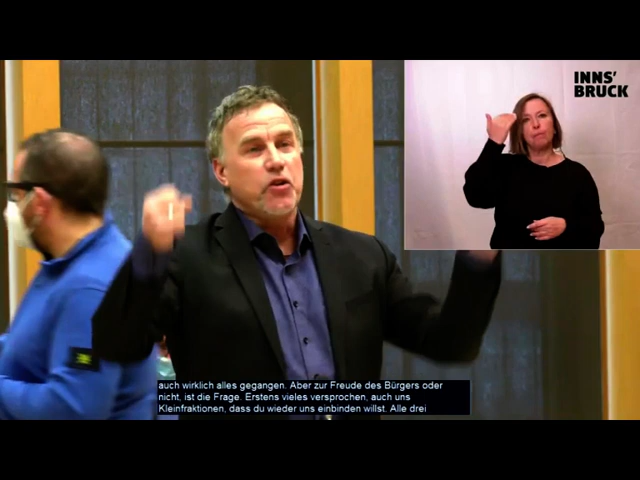 INNS'
BRUCK
auch wirklich alles gegangen. Aber zur Freude des Bürgers oder
nicht, ist die Frage. Erstens vieles versprochen, auch uns
Kleinfraktionen, dass du wieder uns einbinden willst. Alle drei